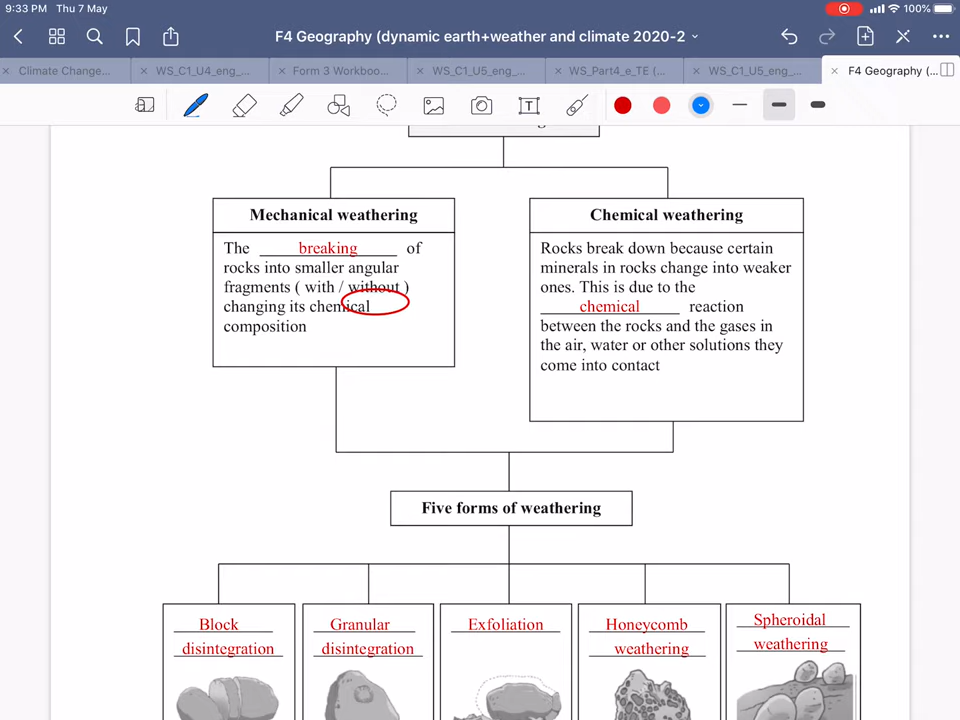 9:33 PM Thu 7 May
100%
F4 Geography (dynamic earth+weather and climate 2020-2
Climate Change...
WS_C1_U4_eng_...
Form 3 Workboo...
WS_C1_U5_eng_...
WS_Part4_e_TE (...
WS_C1_U5_eng_...
F4 Geography (...
Mechanical weathering
The breaking of
rocks into smaller angular
fragments ( with / without )
changing its chemical
composition
Chemical weathering
Rocks break down because certain
minerals in rocks change into weaker
ones. This is due to the
chemical reaction
between the rocks and the gases in
the air, water or other solutions they
come into contact
Five forms of weathering
Block
disintegration
Granular
disintegration
Exfoliation
Honeycomb
weathering
Spheroidal
weathering